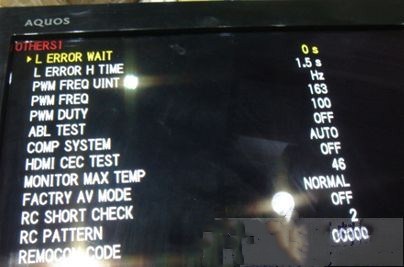 AQUOS
OTHERS1
L ERROR WAIT 0 s
L ERROR H TIME 1.5 s
PWM FREQ UINT Hz
PWM FREQ 163
PWM DUTY 100
ABL TEST OFF
COMP SYSTEM AUTO
HDMI CEC TEST OFF
MONITOR MAX TEMP 46
FACTRY AV MODE NORMAL
RC SHORT CHECK OFF
RC PATTERN 2
REMOCON CODE 00000